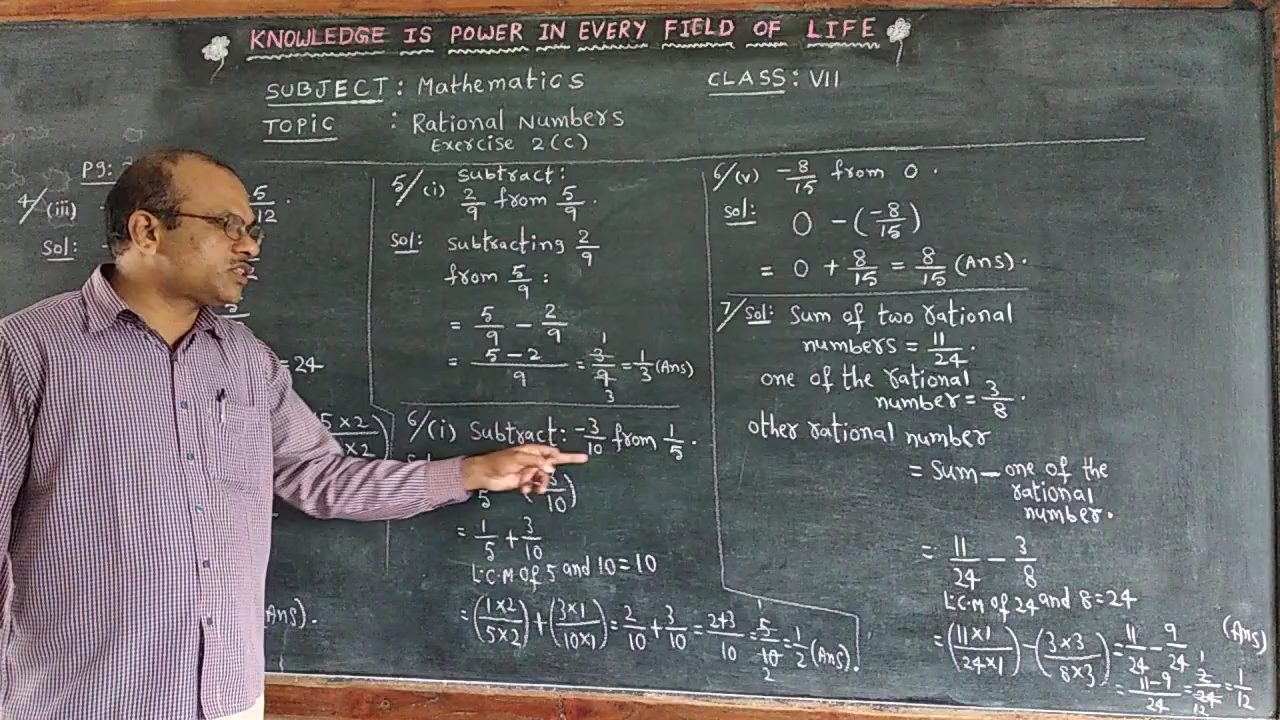 KNOWLEDGE IS POWER IN EVERY FIELD OF LIFE
SUBJECT : Mathematics
CLASS: VII
TOPIC : Rational Numbers
Exercise 2(c)
Pg:
4/(iii) 5/12.
Sol:
= 24
(5×2/ ×2)
(Ans).
5/(i) Subtract:
2/9 from 5/9.
Sol: Subtracting 2/9
from 5/9 :
= 5/9 - 2/9
= 5-2/9 = 3/9 = 1/3 (Ans)
6/(i) Subtract: -3/10 from 1/5.
= 1/5 + 3/10
L.C.M of 5 and 10 = 10
= (1×2/5×2) + (3×1/10×1) = 2/10 + 3/10 = 2+3/10 = 5/10 = 1/2 (Ans).
6/(v) -8/15 from 0.
Sol: 0 - (-8/15)
= 0 + 8/15 = 8/15 (Ans).
7/ Sol: Sum of two rational
numbers = 11/24.
one of the rational
number = 3/8.
other rational number
= Sum - one of the
rational
number.
= 11/24 - 3/8
L.C.M of 24 and 8 = 24
= (11×1/24×1) - (3×3/8×3) = 11/24 - 9/24
= 11-9/24 = 2/24 = 1/12 (Ans)